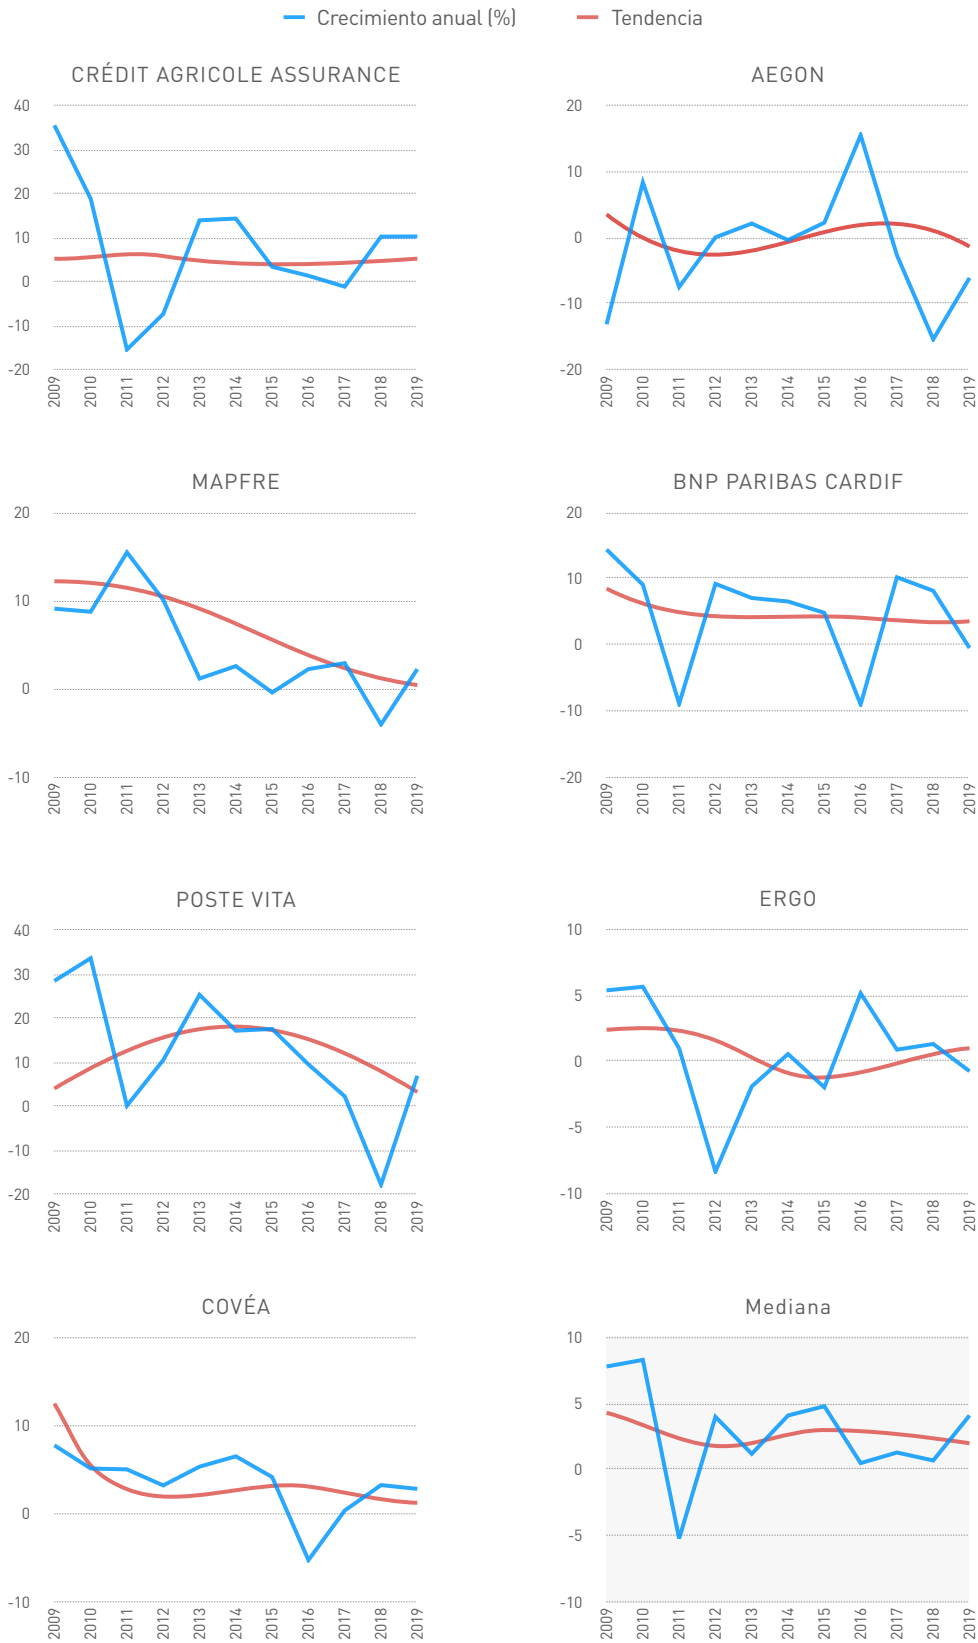 Crecimiento anual (%) Tendencia
CRÉDIT AGRICOLE ASSURANCE
40
30
20
10
0
-10
-20
2009 2010 2011 2012 2013 2014 2015 2016 2017 2018 2019
AEGON
20
10
0
-10
-20
2009 2010 2011 2012 2013 2014 2015 2016 2017 2018 2019
MAPFRE
20
10
0
-10
2009 2010 2011 2012 2013 2014 2015 2016 2017 2018 2019
BNP PARIBAS CARDIF
20
10
0
-10
-20
2009 2010 2011 2012 2013 2014 2015 2016 2017 2018 2019
POSTE VITA
40
30
20
10
0
-10
-20
2009 2010 2011 2012 2013 2014 2015 2016 2017 2018 2019
ERGO
10
5
0
-5
-10
2009 2010 2011 2012 2013 2014 2015 2016 2017 2018 2019
COVÉA
20
10
0
-10
2009 2010 2011 2012 2013 2014 2015 2016 2017 2018 2019
Mediana
10
5
0
-5
-10
2009 2010 2011 2012 2013 2014 2015 2016 2017 2018 2019